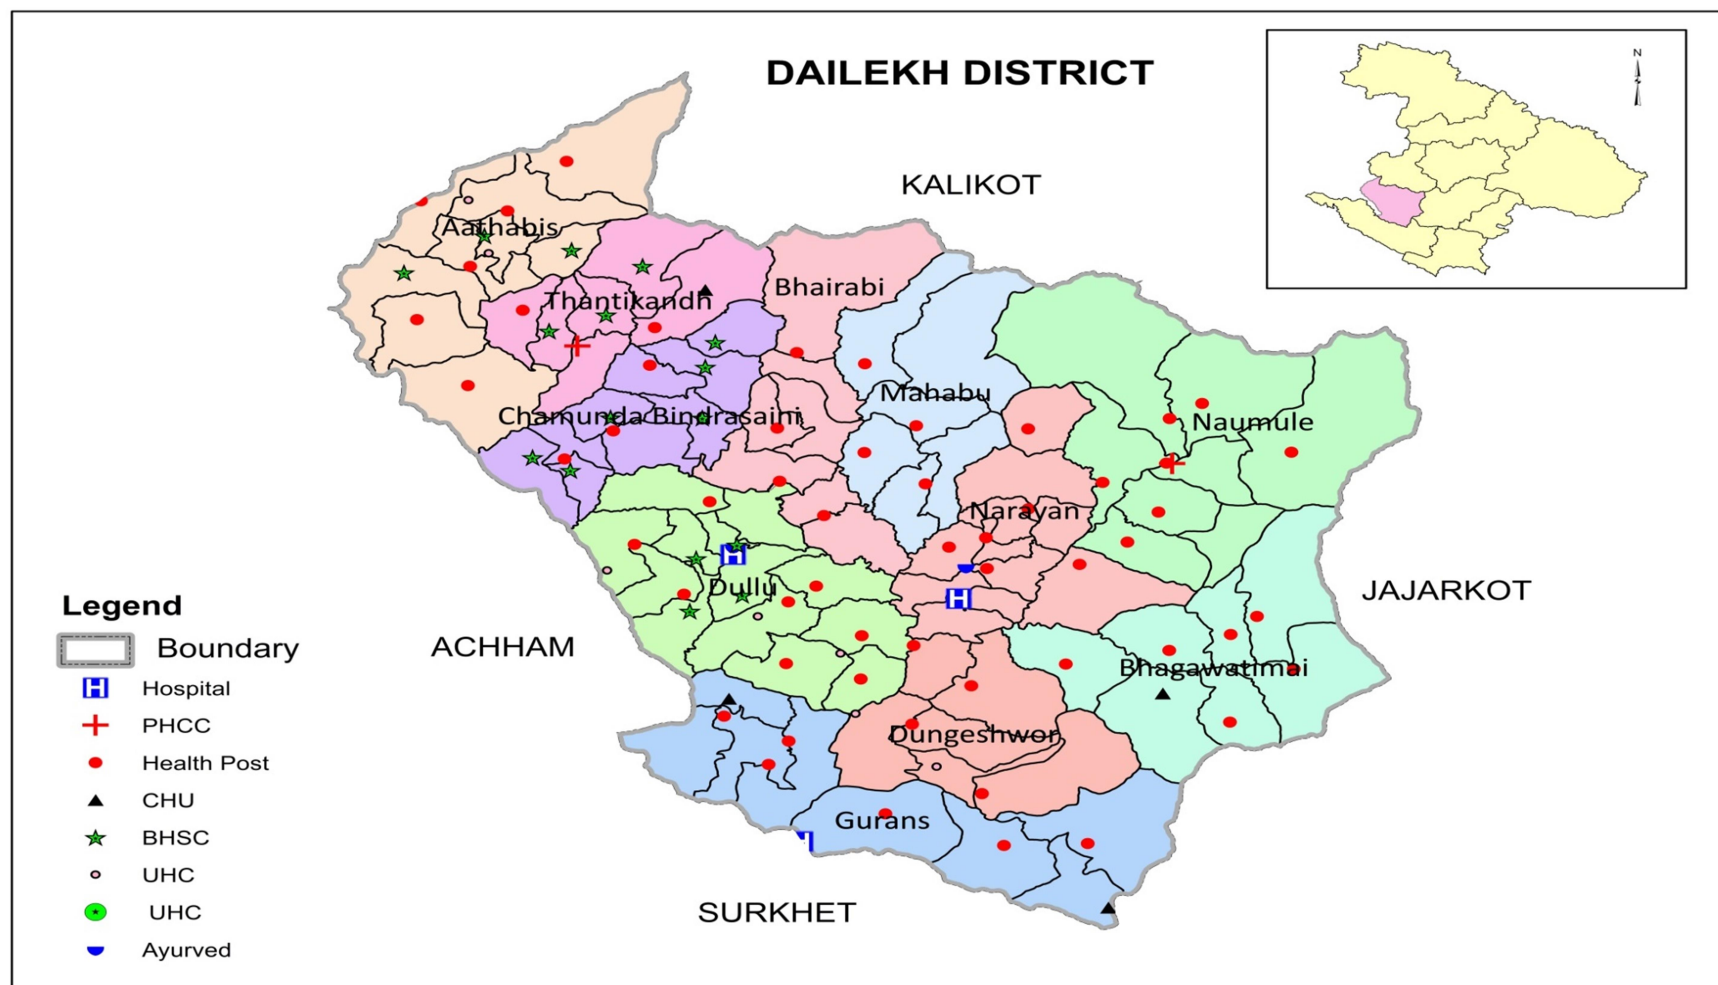 DAILEKH DISTRICT
N
KALIKOT
Aathabis
Thantikandh
Bhairabi
Mahabu
Chamunda Bindrasaini
Naumule
Narayan
Dullu
JAJARKOT
ACHHAM
Bhagawatimai
Dungeshwor
Gurans
SURKHET
Legend
Boundary
H Hospital
PHCC
Health Post
CHU
BHSC
UHC
UHC
Ayurved
H
H
H